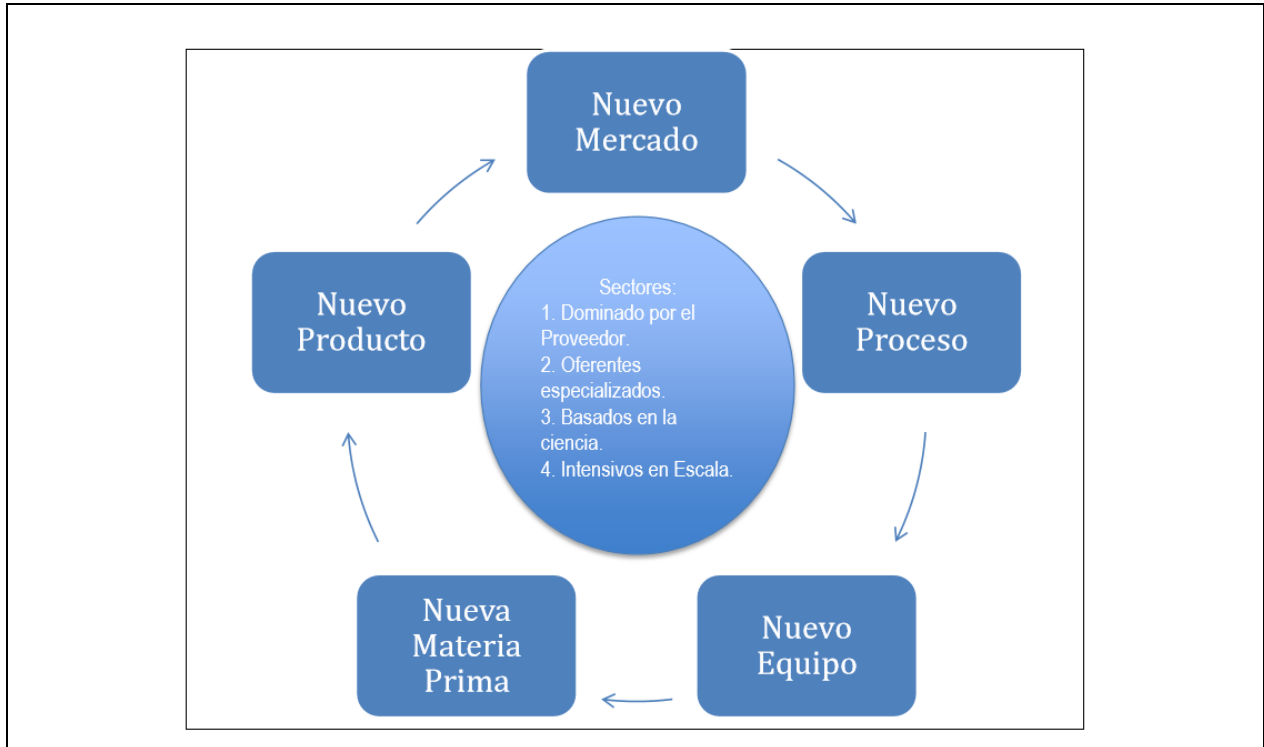 Nuevo
Mercado
Nuevo
Producto
Nuevo
Proceso
Sectores:
1. Dominado por el
Proveedor.
2. Oferentes
especializados.
3. Basados en la
ciencia.
4. Intensivos en Escala.
Nueva
Materia
Prima
Nuevo
Equipo